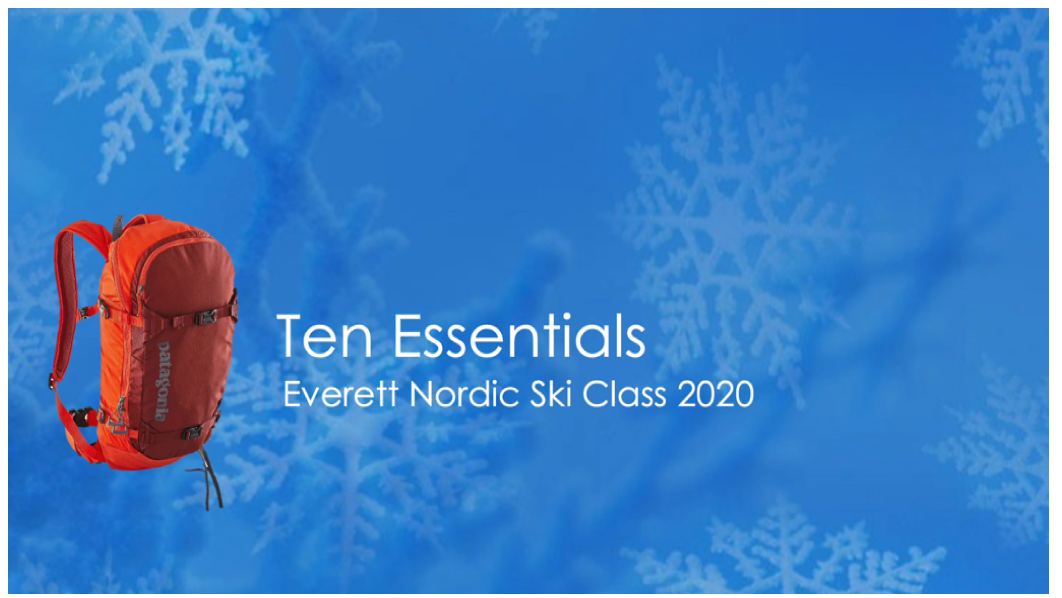 patagonia
Ten Essentials
Everett Nordic Ski Class 2020